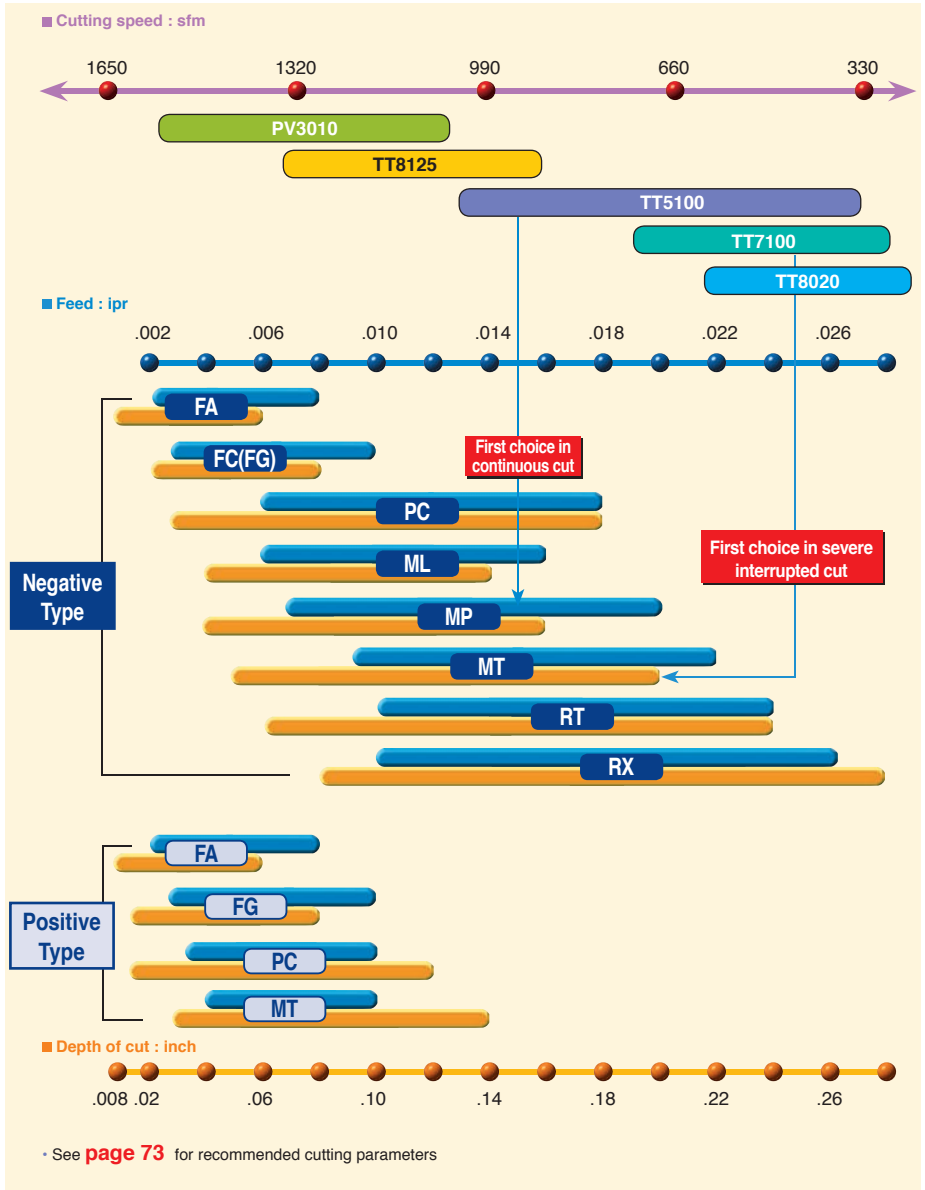 Cutting speed : sfm
1650 1320 990 660 330
PV3010
TT8125
TT5100
TT7100
TT8020
Feed : ipr
.002 .006 .010 .014 .018 .022 .026
FA
First choice in
continuous cut
FC(FG)
PC
First choice in severe
interrupted cut
ML
Negative
Type
MP
MT
RT
RX
FA
Positive
Type
FG
PC
MT
Depth of cut : inch
.008 .02 .06 .10 .14 .18 .22 .26
• See page 73 for recommended cutting parameters